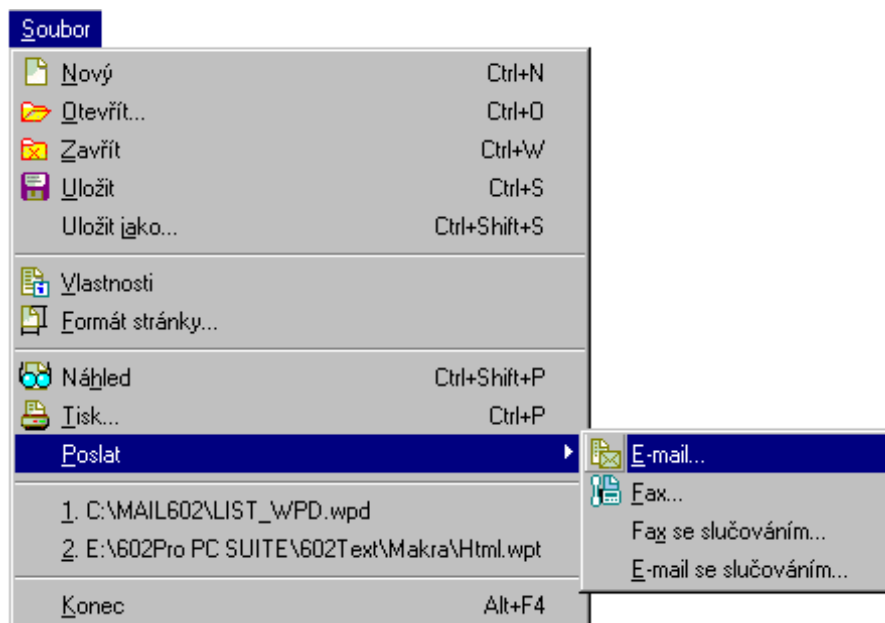 Soubor
Nový Ctrl+N
Otevřít... Ctrl+O
Zavřít Ctrl+W
Uložit Ctrl+S
Uložit jako... Ctrl+Shift+S
Vlastnosti
Formát stránky...
Náhled Ctrl+Shift+P
Tisk... Ctrl+P
Poslat
E-mail...
Fax...
Fax se slučováním...
E-mail se slučováním...
1. C:\MAIL602\LIST_WPD.wpd
2. E:\602Pro PC SUITE\602Text\Makra\Html.wpt
Konec Alt+F4